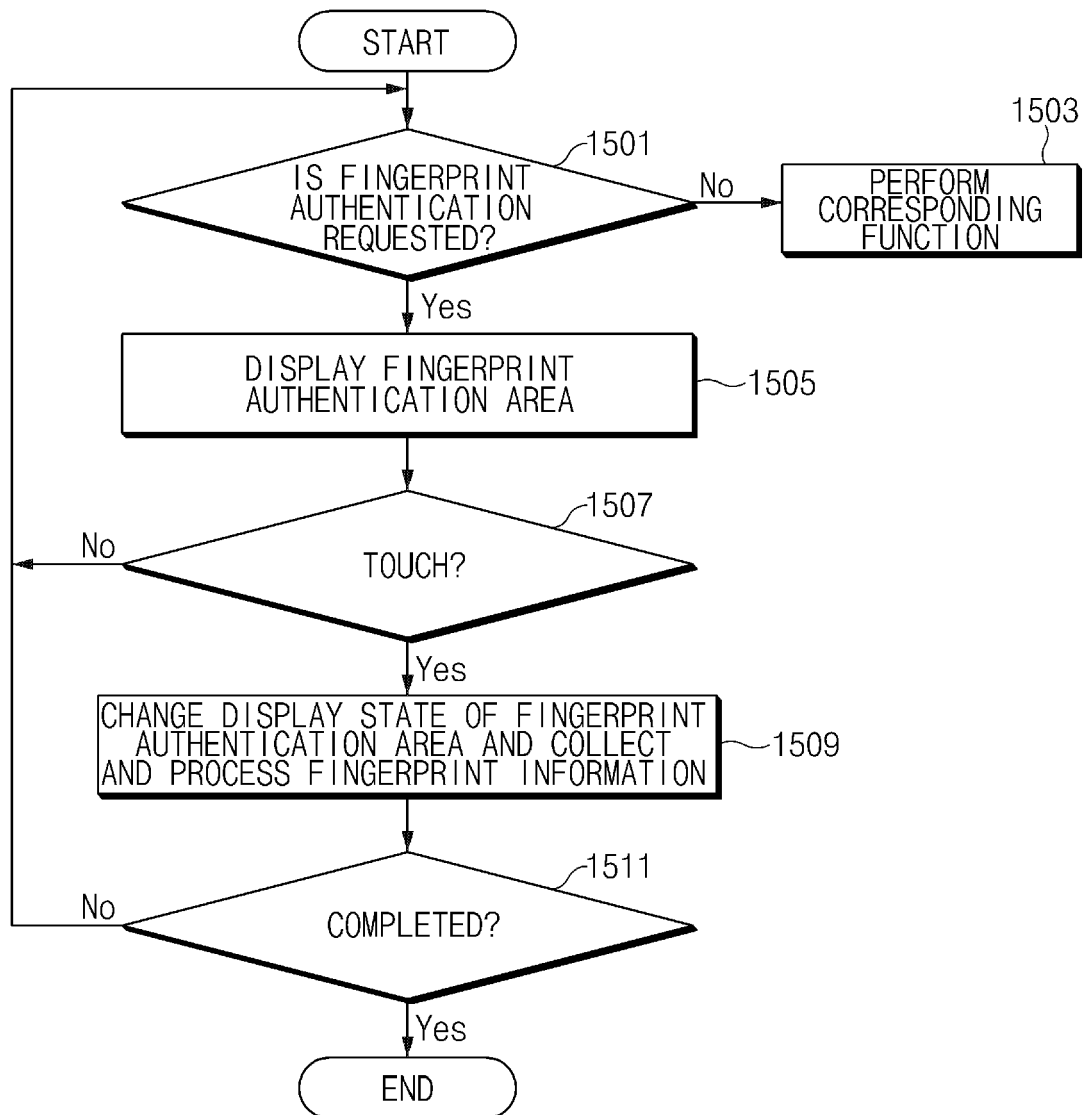 START
1501
1503
IS FINGERPRINT
AUTHENTICATION
REQUESTED?
No
PERFORM
CORRESPONDING
FUNCTION
Yes
DISPLAY FINGERPRINT
AUTHENTICATION AREA
1505
1507
No
TOUCH?
Yes
CHANGE DISPLAY STATE OF FINGERPRINT
AUTHENTICATION AREA AND COLLECT
AND PROCESS FINGERPRINT INFORMATION
1509
1511
No
COMPLETED?
Yes
END